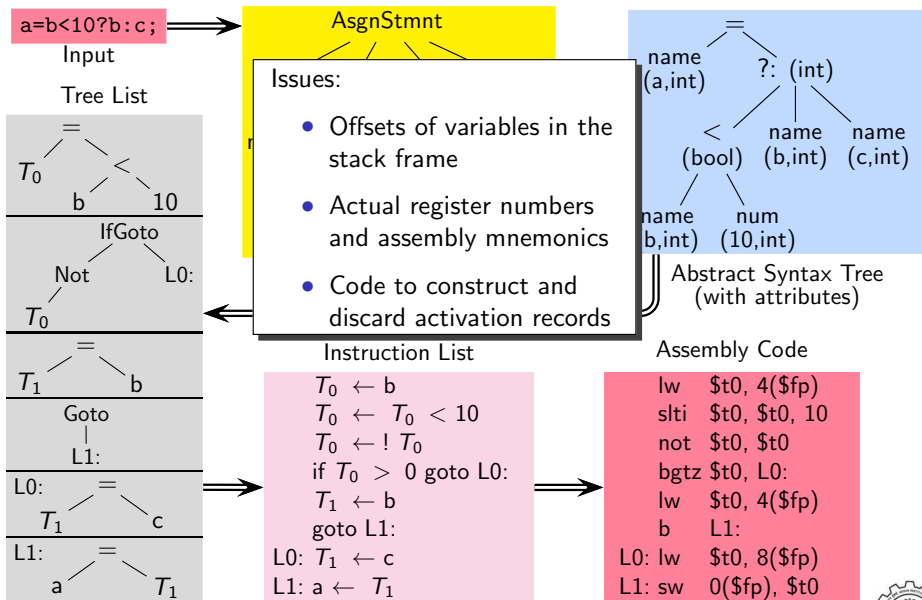 a=b<10?b:c;
Input
AsgnStmnt
Issues:
• Offsets of variables in the
stack frame
• Actual register numbers
and assembly mnemonics
• Code to construct and
discard activation records
=
name
(a,int)
?: (int)
<
(bool)
name
(b,int)
name
(c,int)
name
b,int)
num
(10,int)
Abstract Syntax Tree
(with attributes)
Tree List
=
T0
<
b
10
IfGoto
Not
L0:
T0
=
T1
b
Goto
L1:
L0:
=
T1
c
L1:
=
a
T1
Instruction List
T0 ← b
T0 ← T0 < 10
T0 ← ! T0
if T0 > 0 goto L0:
T1 ← b
goto L1:
L0: T1 ← c
L1: a ← T1
Assembly Code
lw $t0, 4($fp)
slti $t0, $t0, 10
not $t0, $t0
bgtz $t0, L0:
lw $t0, 4($fp)
b L1:
L0: lw $t0, 8($fp)
L1: sw 0($fp), $t0